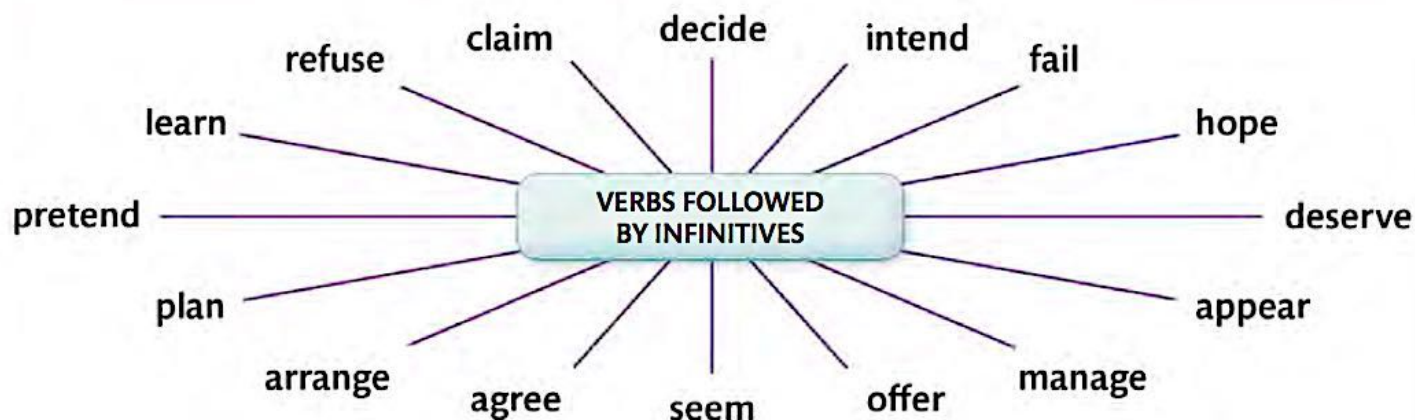 decide
claim
intend
refuse
fail
learn
hope
VERBS FOLLOWED
BY INFINITIVES
pretend
deserve
plan
appear
arrange
manage
agree
seem
offer